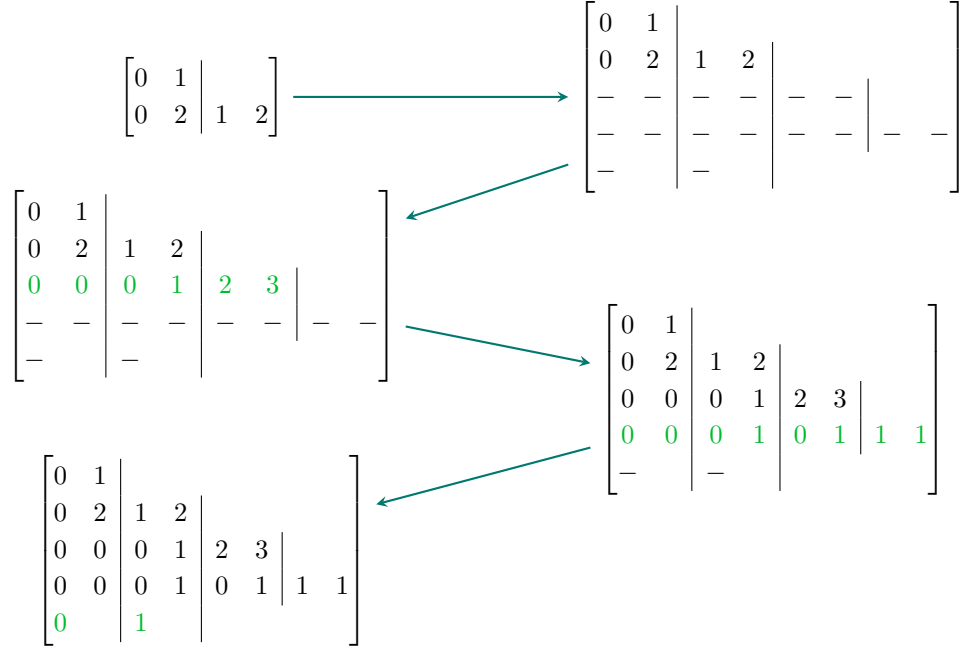 0 1 |
0 2 | 1 2
0 1 |
0 2 | 1 2 |
– – | – – | – – |
– – | – – | – – | – –
– | – |
0 1 |
0 2 | 1 2 |
0 0 | 0 1 | 2 3 |
– – | – – | – – | – –
– | – |
0 1 |
0 2 | 1 2 |
0 0 | 0 1 | 2 3 |
0 0 | 0 1 | 0 1 | 1 1
– | – |
0 1 |
0 2 | 1 2 |
0 0 | 0 1 | 2 3 |
0 0 | 0 1 | 0 1 | 1 1
0 | 1 |